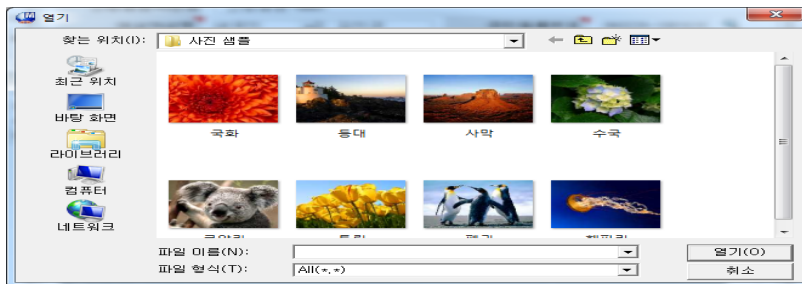 열기
찾는 위치(I):
사진 샘플
최근 위치
바탕 화면
라이브러리
컴퓨터
네트워크
국화
등대
사막
수국
파일 이름(N):
열기(O)
파일 형식(T):
All(*.*)
취소